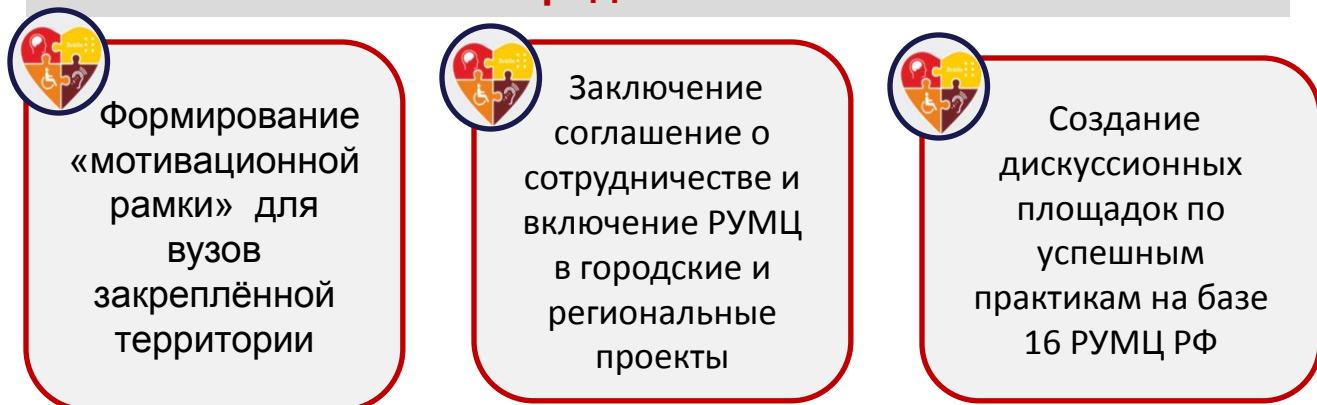 Формирование
«мотивационной
рамки» для
вузов
закреплённой
территории
Заключение
соглашение о
сотрудничестве и
включение РУМЦ
в городские и
региональные
проекты
Создание
дискуссионных
площадок по
успешным
практикам на базе
16 РУМЦ РФ